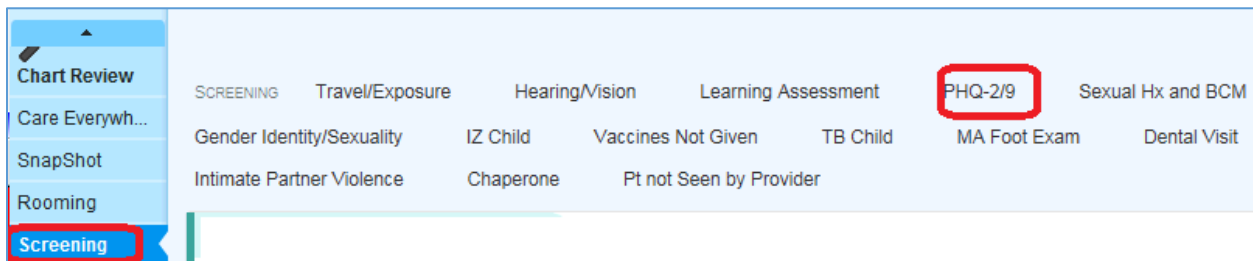 Chart Review
Care Everywh...
SnapShot
Rooming
Screening
SCREENING Travel/Exposure Hearing/Vision Learning Assessment PHQ-2/9 Sexual Hx and BCM
Gender Identity/Sexuality IZ Child Vaccines Not Given TB Child MA Foot Exam Dental Visit
Intimate Partner Violence Chaperone Pt not Seen by Provider